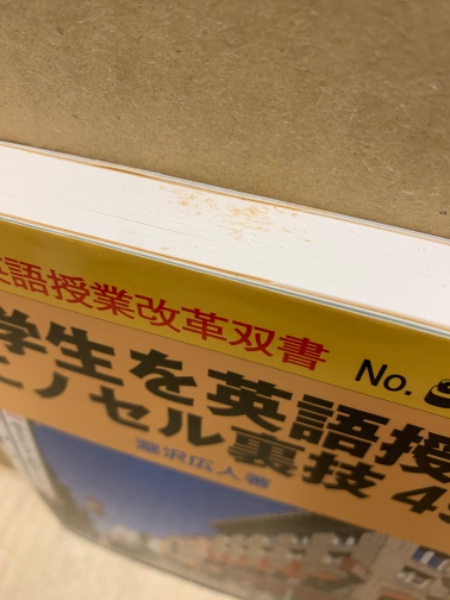 語授業改革双書 No.
学生を英語授
ノセル裏技 4
瀧沢広人著